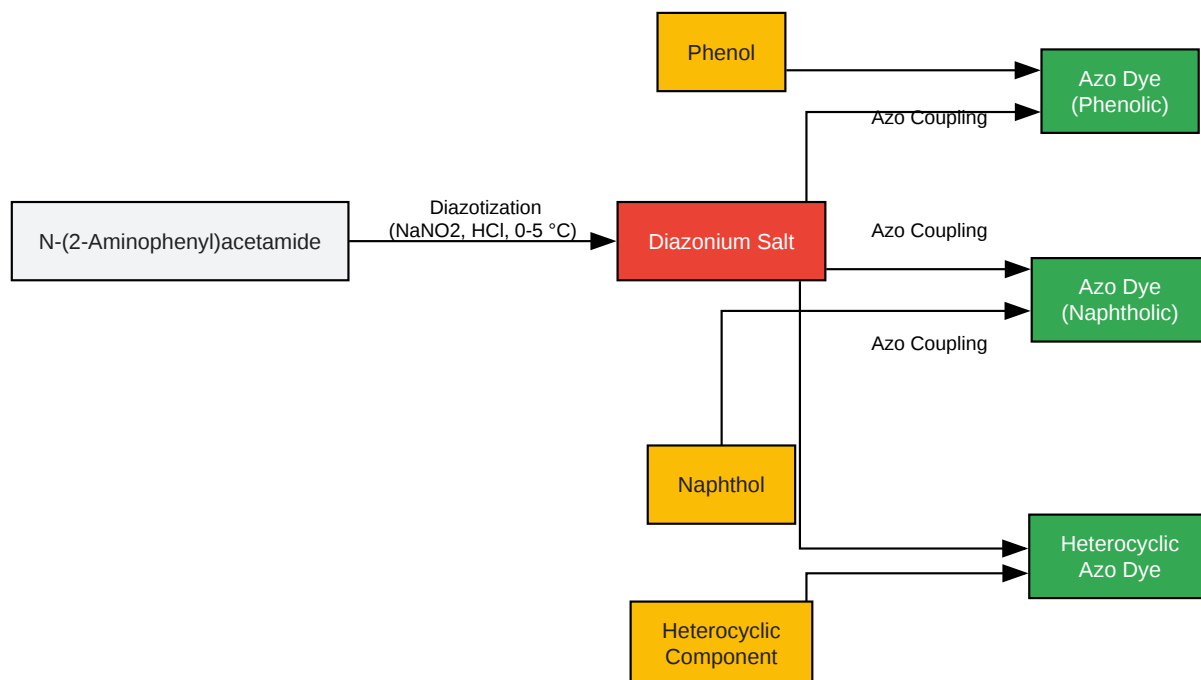 Phenol
Azo Dye
(Phenolic)
Azo Coupling
N-(2-Aminophenyl)acetamide
Diazotization
(NaNO2, HCl, 0-5 °C)
Diazonium Salt
Azo Coupling
Azo Dye
(Naphtholic)
Azo Coupling
Naphthol
Heterocyclic
Azo Dye
Heterocyclic
Component